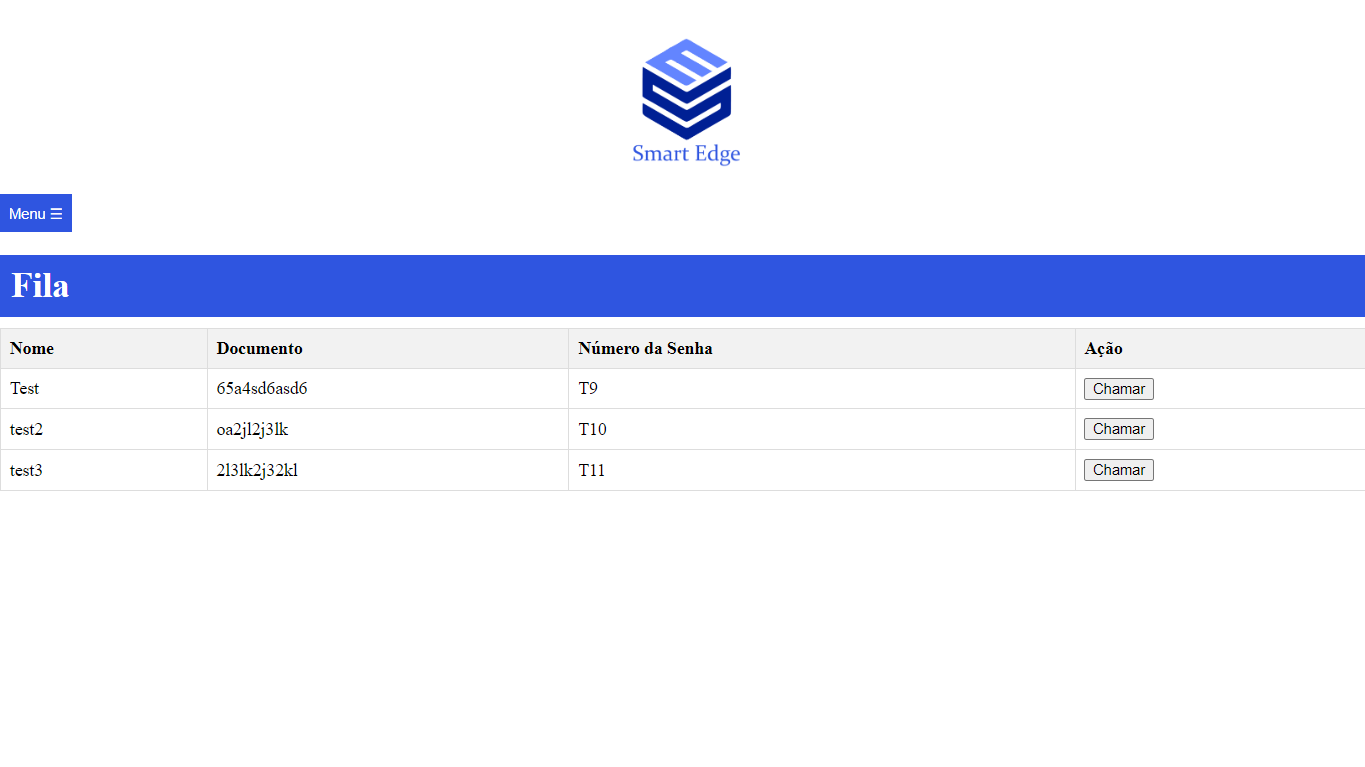 Smart Edge
Menu ☰
Fila
Nome Documento Número da Senha Ação
Test 65a4sd6asd6 T9 Chamar
test2 oa2jl2j3lk T10 Chamar
test3 2l3lk2j32kl T11 Chamar